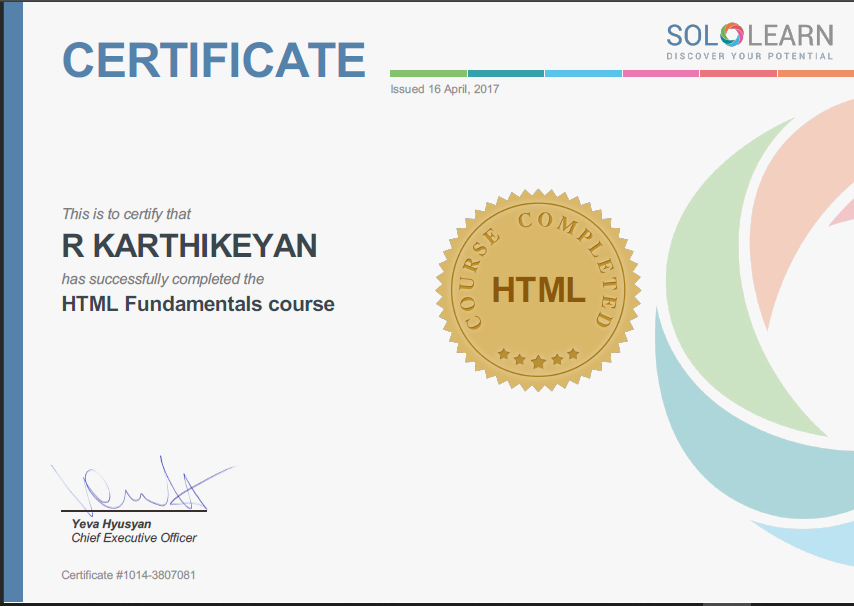 CERTIFICATE
SOLOLEARN
DISCOVER YOUR POTENTIAL
Issued 16 April, 2017
This is to certify that
R KARTHIKEYAN
has successfully completed the
HTML Fundamentals course
COURSE COMPLETED
HTML
Yeva Hyusyan
Chief Executive Officer
Certificate #1014-3807081